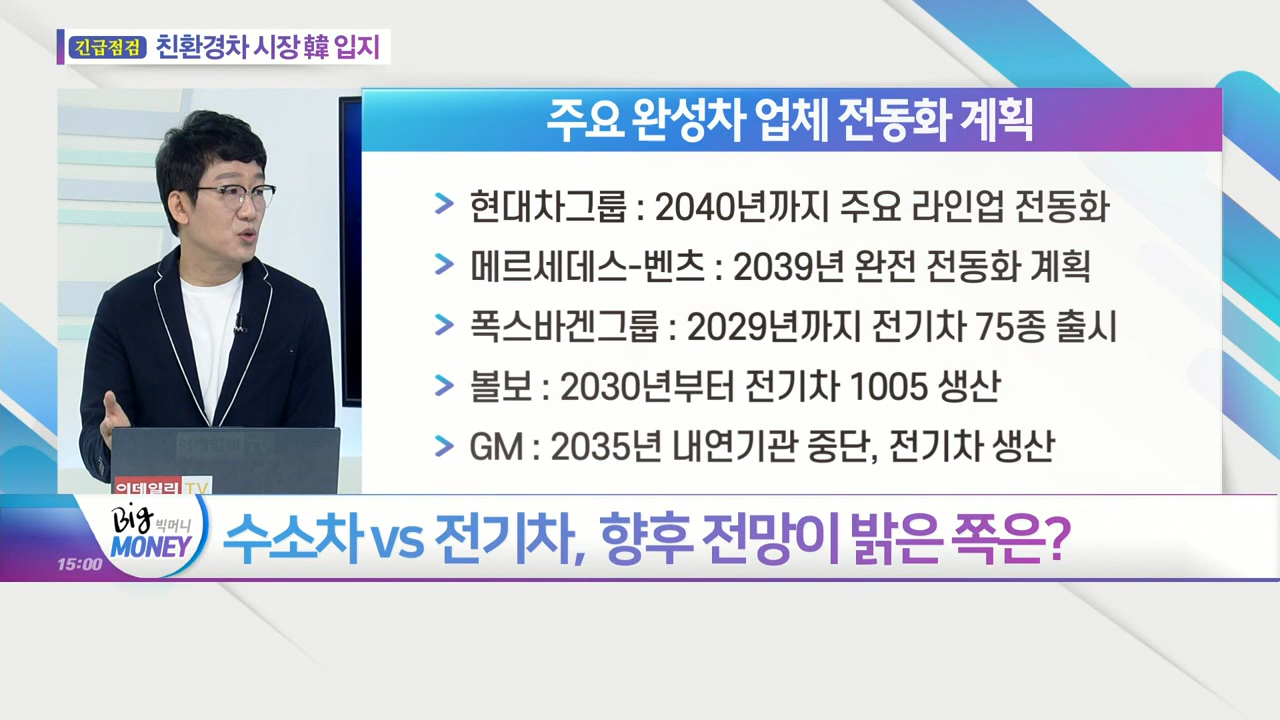 긴급점검 친환경차 시장 韓 입지
주요 완성차 업체 전동화 계획
> 현대차그룹 : 2040년까지 주요 라인업 전동화
> 메르세데스-벤츠 : 2039년 완전 전동화 계획
> 폭스바겐그룹 : 2029년까지 전기차 75종 출시
> 볼보 : 2030년부터 전기차 1005 생산
> GM : 2035년 내연기관 중단, 전기차 생산
이데일리 TV
이데일리 TV
Big 빅머니
MONEY
수소차 vs 전기차, 향후 전망이 밝은 쪽은?
15:00